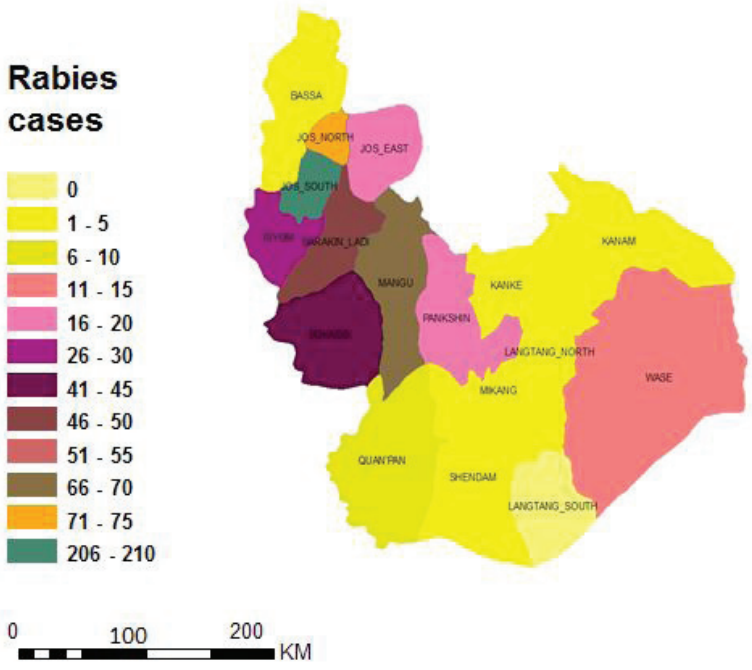 Rabies
cases
0
1 - 5
6 - 10
11 - 15
16 - 20
26 - 30
41 - 45
46 - 50
51 - 55
66 - 70
71 - 75
206 - 210
BASSA
JOS_NORTH
JOS_EAST
JOS_SOUTH
RIYOM
BARAKIN_LADI
KANAM
MANGU
KANKE
PANKSHIN
BOKKOS
LANGTANG_NORTH
WASE
MIKANG
QUAN'PAN
SHENDAM
LANGTANG_SOUTH
0 100 200
KM